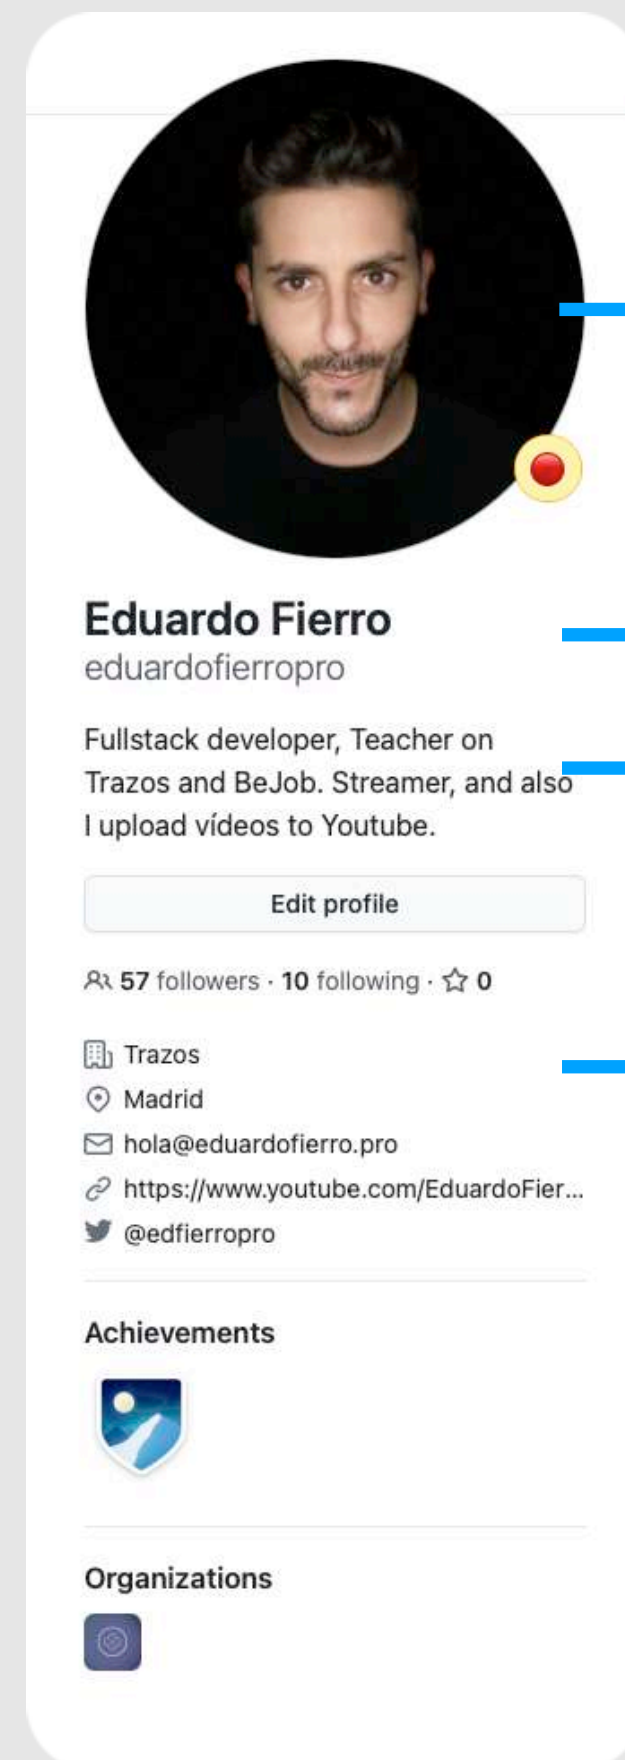 Eduardo Fierro
eduardofierropro
Fullstack developer, Teacher on
Trazos and BeJob. Streamer, and also
I upload vídeos to Youtube.
Edit profile
57 followers · 10 following · 0
Trazos
Madrid
hola@eduardofierro.pro
https://www.youtube.com/EduardoFier...
@edfierropro
Achievements
Organizations